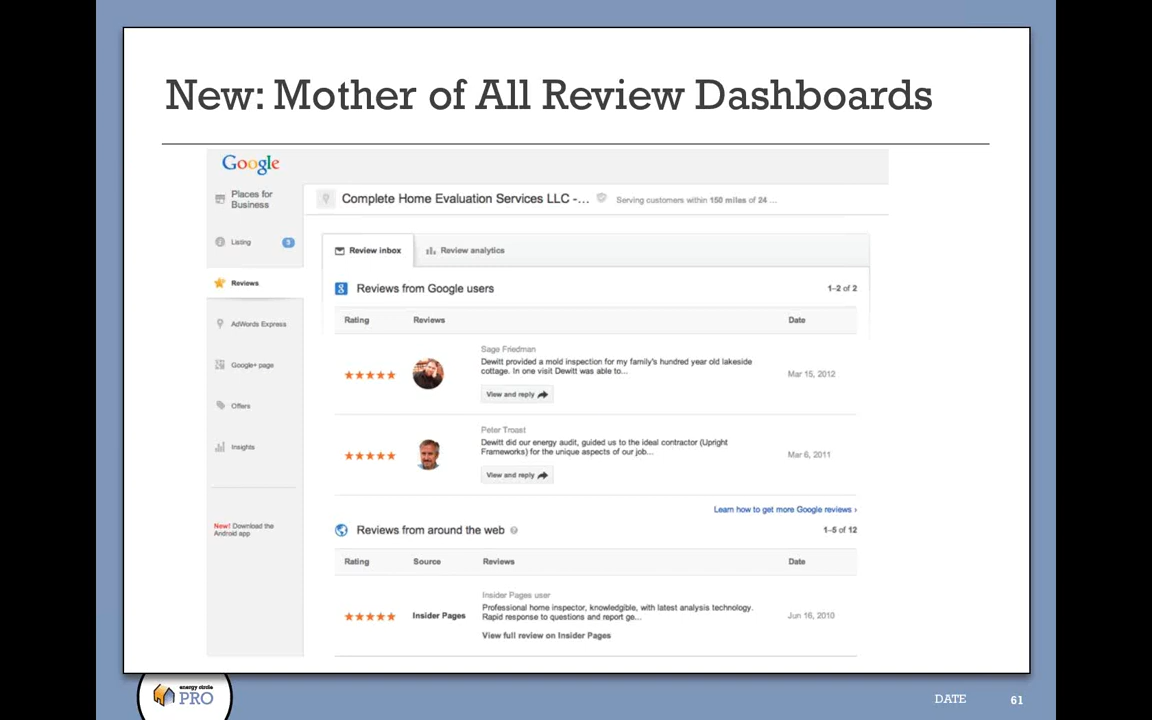 New: Mother of All Review Dashboards
Google
Places for
Business
Complete Home Evaluation Services LLC -...
Serving customers within 150 miles of 24 ...
Listing
Reviews
AdWords Express
Google+ page
Offers
Insights
New! Download the
Android app
Review inbox
Review analytics
Reviews from Google users
1–2 of 2
Rating
Reviews
Date
Sage Friedman
Dewitt provided a mold inspection for my family's hundred year old lakeside
cottage. In one visit Dewitt was able to...
View and reply
Mar 15, 2012
Peter Troast
Dewitt did our energy audit, guided us to the ideal contractor (Upright
Frameworks) for the unique aspects of our job...
View and reply
Mar 6, 2011
Learn how to get more Google reviews ›
Reviews from around the web ?
1–5 of 12
Rating
Source
Reviews
Date
Insider Pages
Insider Pages user
Professional home inspector, knowledgible, with latest analysis technology.
Rapid response to questions and report ge...
View full review on Insider Pages
Jun 16, 2010
energy circle
PRO
DATE
61